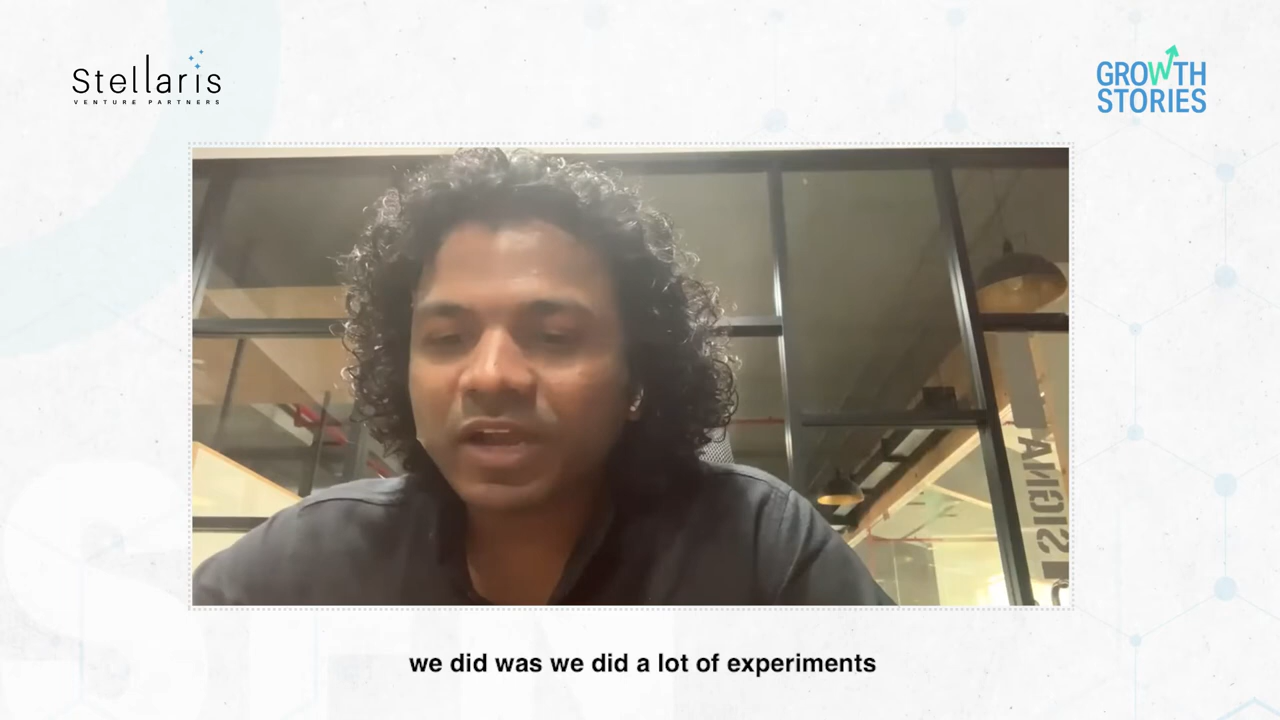 Stellaris
VENTURE PARTNERS
GROWTH
STORIES
we did was we did a lot of experiments